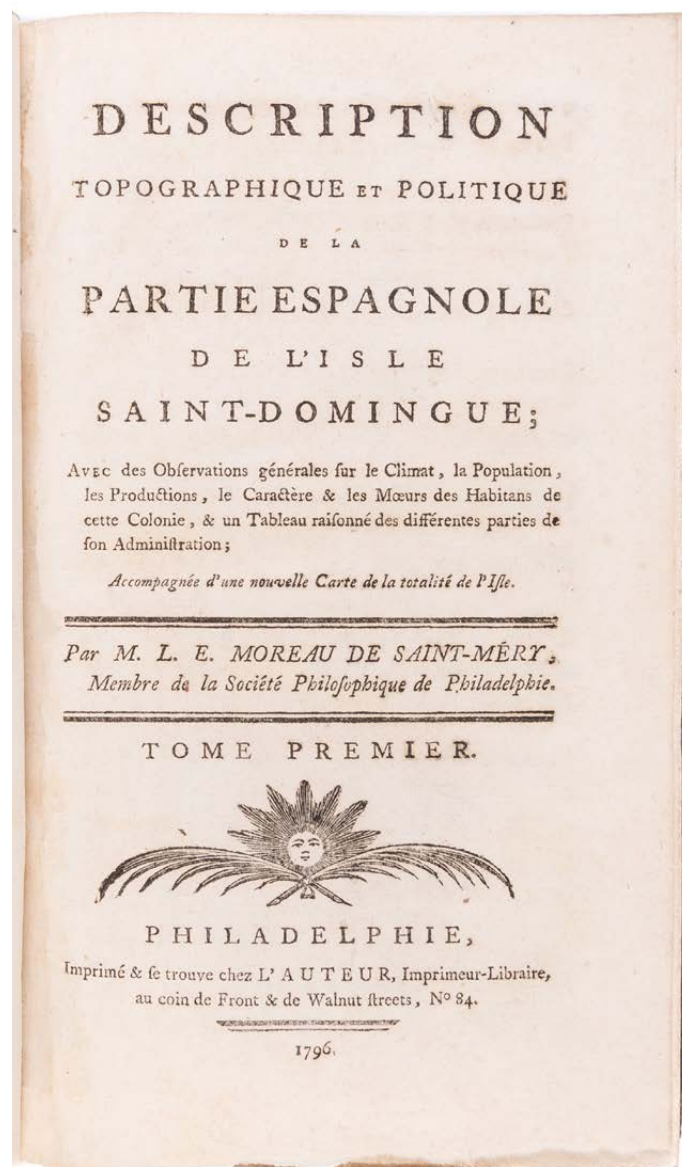 DESCRIPTION
TOPOGRAPHIQUE ET POLITIQUE
DE LA
PARTIE ESPAGNOLE
DE L'ISLE
SAINT-DOMINGUE;
AVEC des Obſervations générales ſur le Climat, la Population,
les Productions, le Caractère & les Mœurs des Habitans de
cette Colonie, & un Tableau raiſonné des différentes parties de
ſon Adminiſtration;
Accompagnée d'une nouvelle Carte de la totalité de l'Iſle.
Par M. L. E. MOREAU DE SAINT-MÉRY,
Membre de la Société Philoſophique de Philadelphie.
TOME PREMIER.
PHILADELPHIE,
Imprimé & ſe trouve chez L'AUTEUR, Imprimeur-Libraire,
au coin de Front & de Walnut ſtreets, Nº 84.
1796.